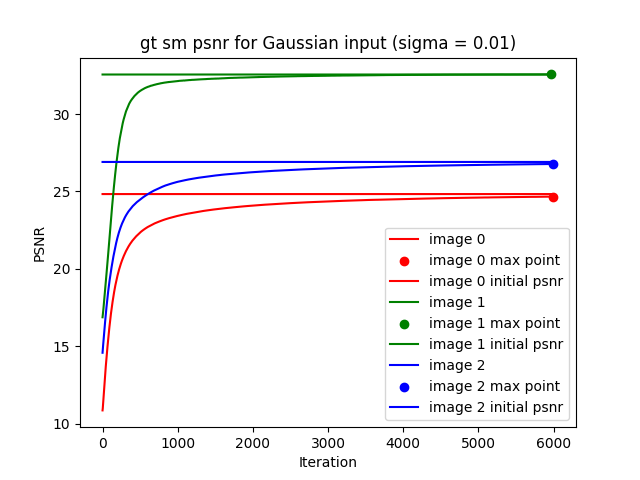 gt sm psnr for Gaussian input (sigma = 0.01)
PSNR
30
25
20
15
10
image 0
image 0 max point
image 0 initial psnr
image 1
image 1 max point
image 1 initial psnr
image 2
image 2 max point
image 2 initial psnr
0 1000 2000 3000 4000 5000 6000
Iteration